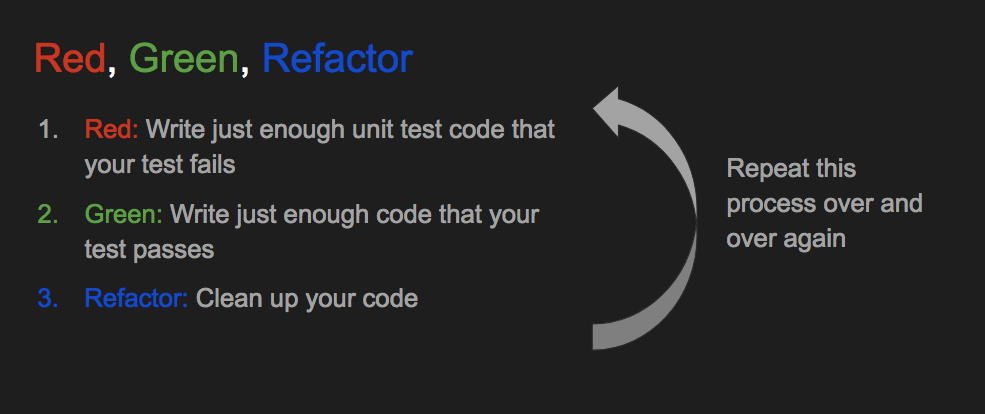 Red, Green, Refactor
1. Red: Write just enough unit test code that
your test fails
2. Green: Write just enough code that your
test passes
3. Refactor: Clean up your code
Repeat this
process over and
over again